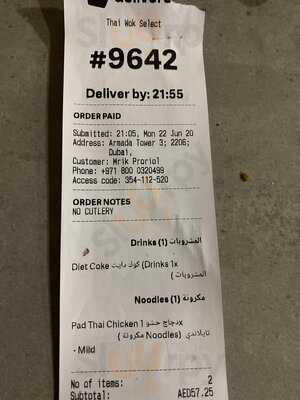 Thai Wok Select
#9642
Deliver by: 21:55
ORDER PAID
Submitted: 21:05, Mon 22 Jun 20
Address: Armada Tower 3; 2206;
Dubai,
Customer: Mrik Proriol
Phone: +971 800 0320499
Access code: 354-112-520
ORDER NOTES
NO CUTLERY
Drinks (1) المشروبات
Diet Coke كوك دايت (Drinks 1x
المشروبات )
Noodles (1) مكرونة
Pad Thai Chicken 1 xدجاج
تايلاندي (Noodles مكرونة )
- Mild
No of items: 2
Subtotal: AED57.25